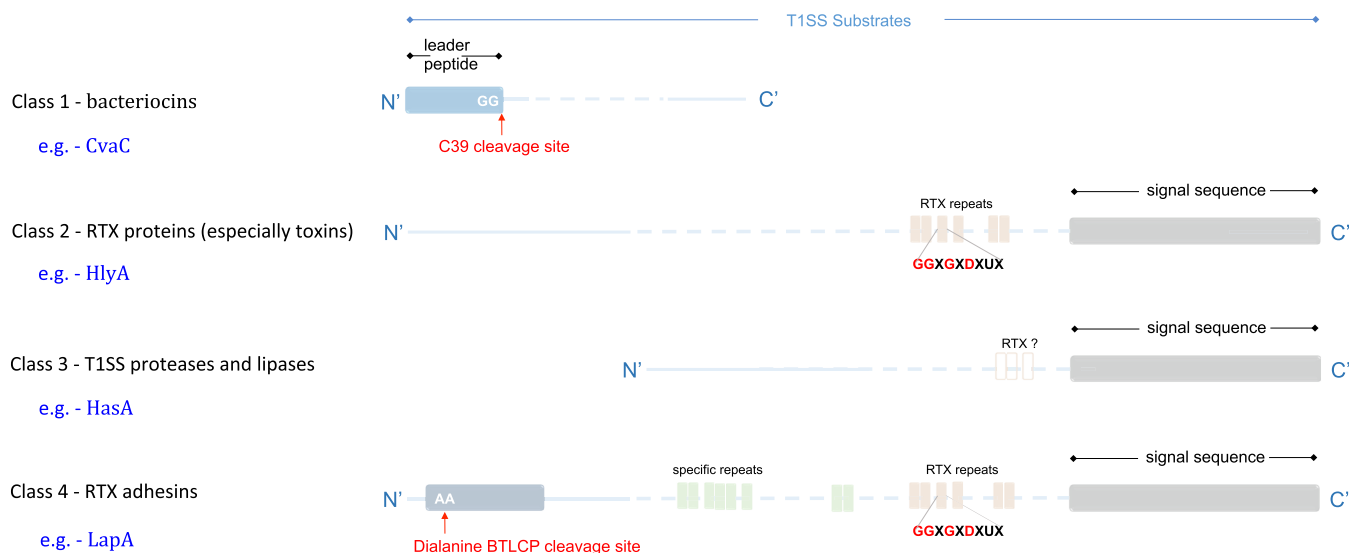 T1SS Substrates
leader
peptide
Class 1 - bacteriocins
N’
GG
C’
e.g. - CvaC
C39 cleavage site
signal sequence
RTX repeats
Class 2 - RTX proteins (especially toxins)
N’
C’
GGXGXDXUX
e.g. - HlyA
signal sequence
RTX ?
Class 3 - T1SS proteases and lipases
N’
C’
e.g. - HasA
signal sequence
specific repeats
RTX repeats
Class 4 - RTX adhesins
N’
AA
C’
GGXGXDXUX
e.g. - LapA
Dialanine BTLCP cleavage site